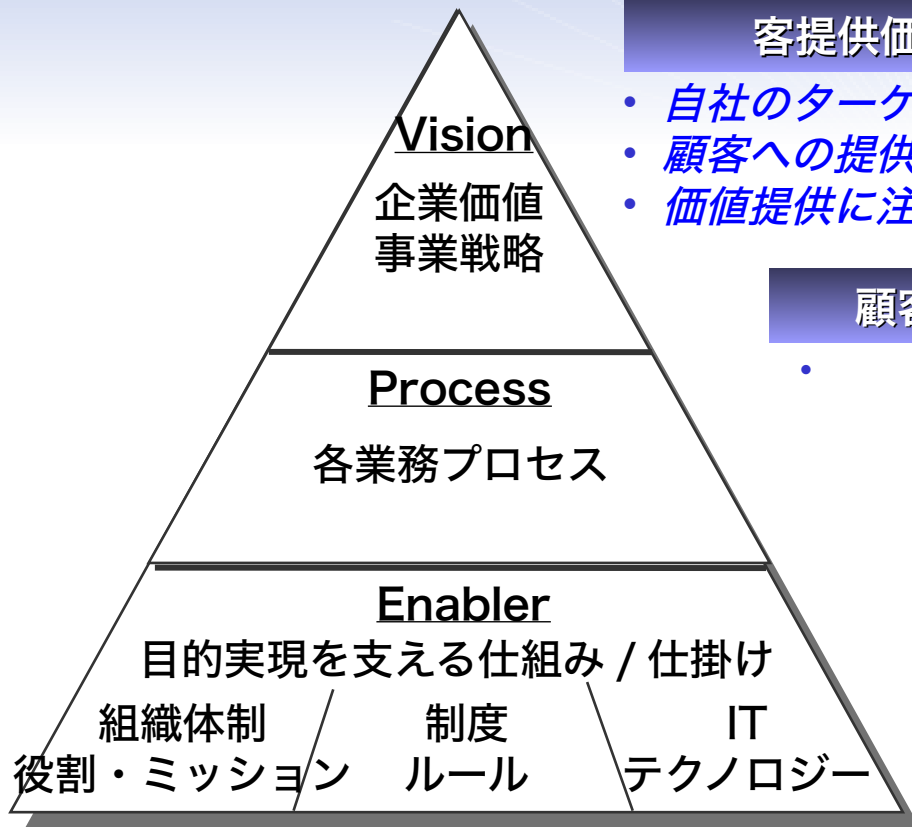 Vision
企業価値
事業戦略
Process
各業務プロセス
Enabler
目的実現を支える仕組み / 仕掛け
組織体制 制度 IT
役割・ミッション ルール テクノロジー
客提供価
• 自社のターゲ
• 顧客への提供
• 価値提供に注
顧客
•